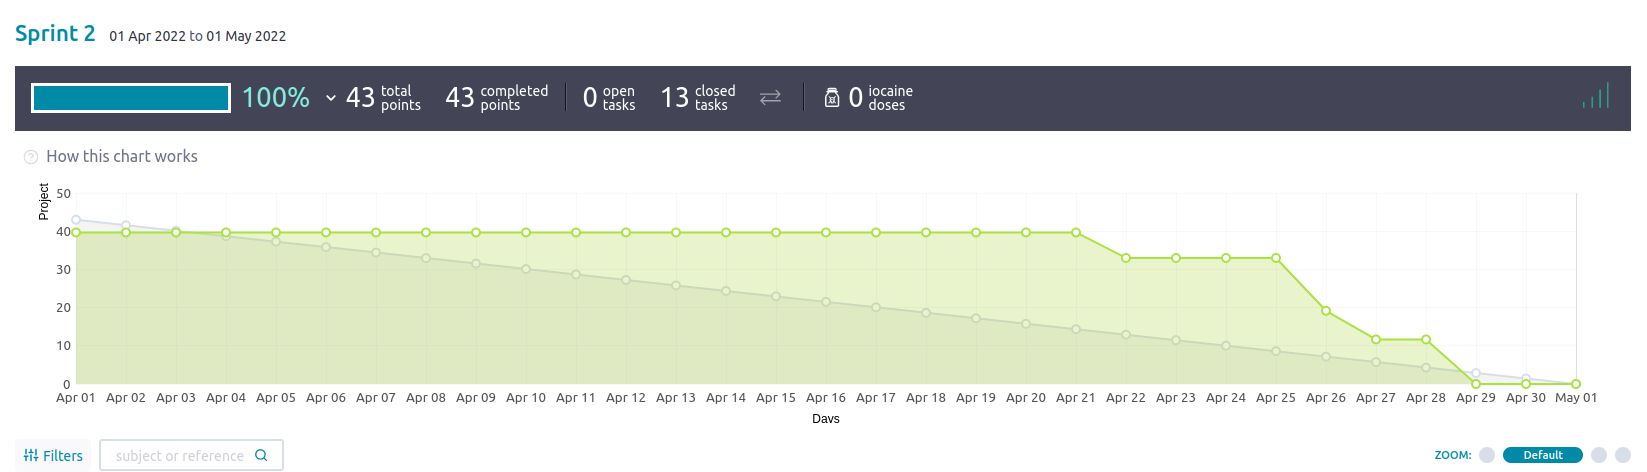 Sprint 2 01 Apr 2022 to 01 May 2022
100% 43 total points 43 completed points 0 open tasks 13 closed tasks 0 iocaine doses
? How this chart works
Project
50
40
30
20
10
0
Apr 01 Apr 02 Apr 03 Apr 04 Apr 05 Apr 06 Apr 07 Apr 08 Apr 09 Apr 10 Apr 11 Apr 12 Apr 13 Apr 14 Apr 15 Apr 16 Apr 17 Apr 18 Apr 19 Apr 20 Apr 21 Apr 22 Apr 23 Apr 24 Apr 25 Apr 26 Apr 27 Apr 28 Apr 29 Apr 30 May 01
Days
Filters subject or reference ZOOM: Default